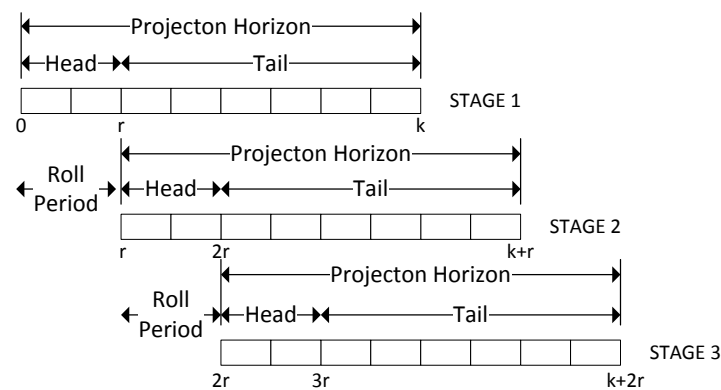 Projecton Horizon
Head
Tail
STAGE 1
0
r
k
Projecton Horizon
Roll
Period
Head
Tail
STAGE 2
r
2r
k+r
Projecton Horizon
Roll
Period
Head
Tail
STAGE 3
2r
3r
k+2r